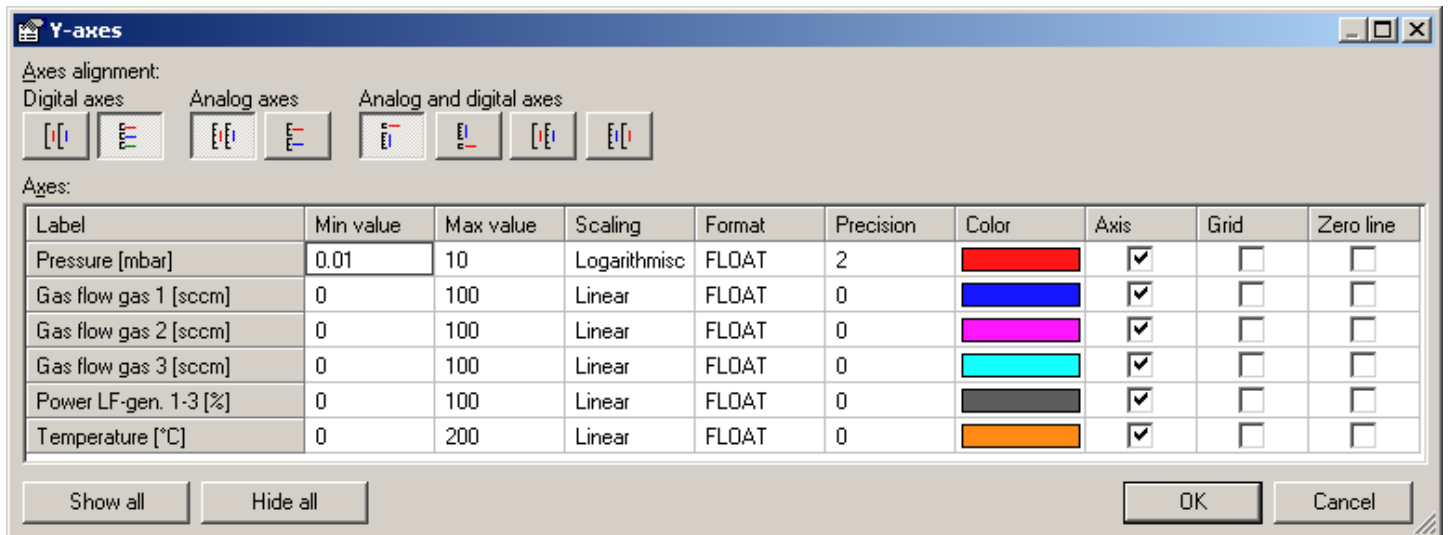 Y-axes
Axes alignment:
Digital axes Analog axes Analog and digital axes
Axes:
Label Min value Max value Scaling Format Precision Color Axis Grid Zero line
Pressure [mbar] 0.01 10 Logarithmisc FLOAT 2
Gas flow gas 1 [sccm] 0 100 Linear FLOAT 0
Gas flow gas 2 [sccm] 0 100 Linear FLOAT 0
Gas flow gas 3 [sccm] 0 100 Linear FLOAT 0
Power LF-gen. 1-3 [%] 0 100 Linear FLOAT 0
Temperature [°C] 0 200 Linear FLOAT 0
Show all Hide all OK Cancel